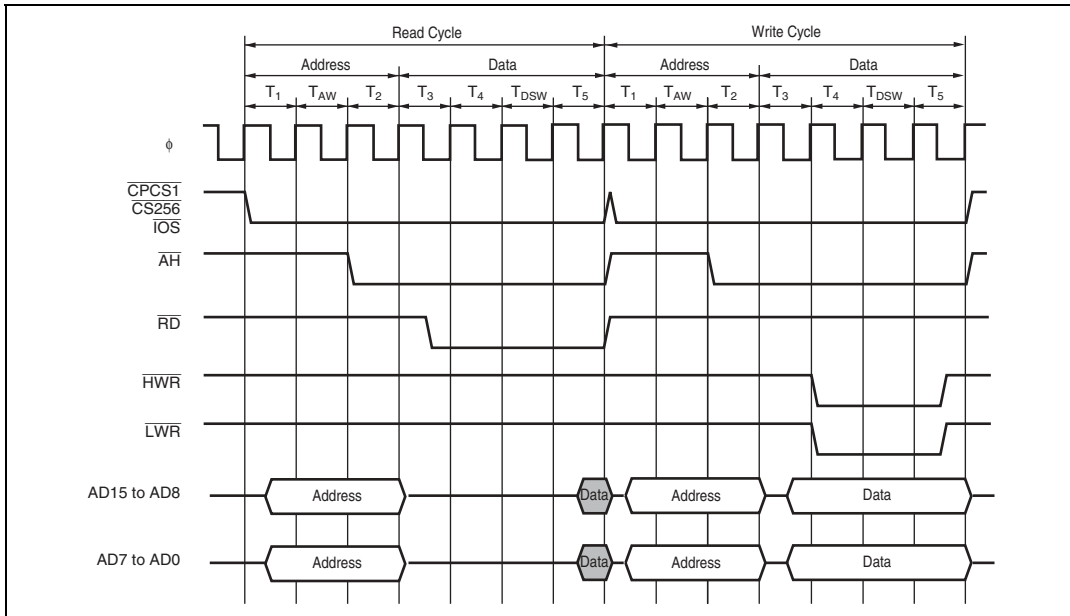 Read Cycle Write Cycle
Address Data Address Data
T1 TAW T2 T3 T4 TDSW T5 T1 TAW T2 T3 T4 TDSW T5
φ
CPCS1
CS256
IOS
AH
RD
HWR
LWR
AD15 to AD8 Address Data Address Data
AD7 to AD0 Address Data Address Data